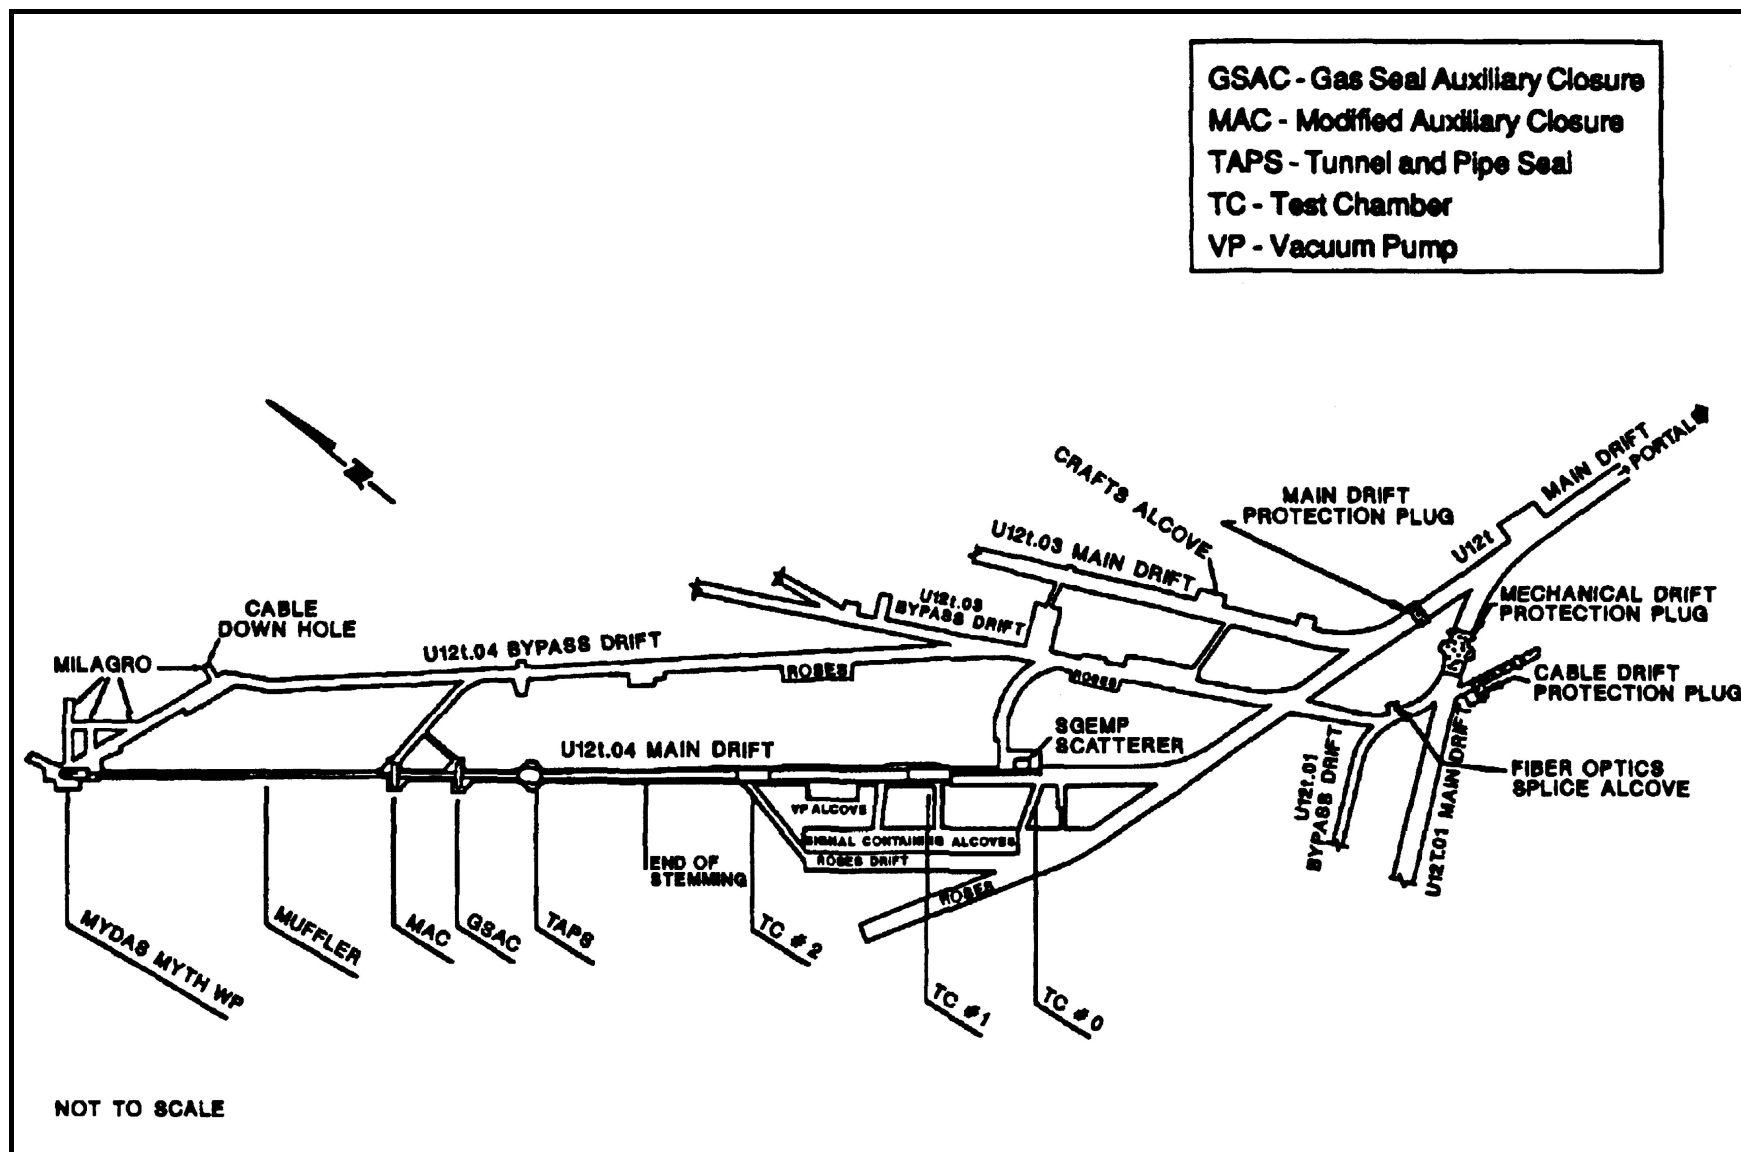 GSAC - Gas Seal Auxiliary Closure
MAC - Modified Auxiliary Closure
TAPS - Tunnel and Pipe Seal
TC - Test Chamber
VP - Vacuum Pump
N
CRAFTS ALCOVE
MAIN DRIFT
PROTECTION PLUG
MAIN DRIFT
→ PORTAL
U12t
U12t.03 MAIN DRIFT
MECHANICAL DRIFT
PROTECTION PLUG
U12t.03
BYPASS DRIFT
CABLE
DOWN HOLE
U12t.04 BYPASS DRIFT
MILAGRO
ROSES
ROSES
CABLE DRIFT
PROTECTION PLUG
SGEMP
SCATTERER
U12t.04 MAIN DRIFT
U12t.01
BYPASS DRIFT
U12T.01 MAIN DRIFT
FIBER OPTICS
SPLICE ALCOVE
VP ALCOVE
SIGNAL CONTAINING ALCOVES
ROSES DRIFT
ROSES
END OF
STEMMING
MYDAS MYTH WP
MUFFLER
MAC
GSAC
TAPS
TC #2
TC #1
TC #0
NOT TO SCALE